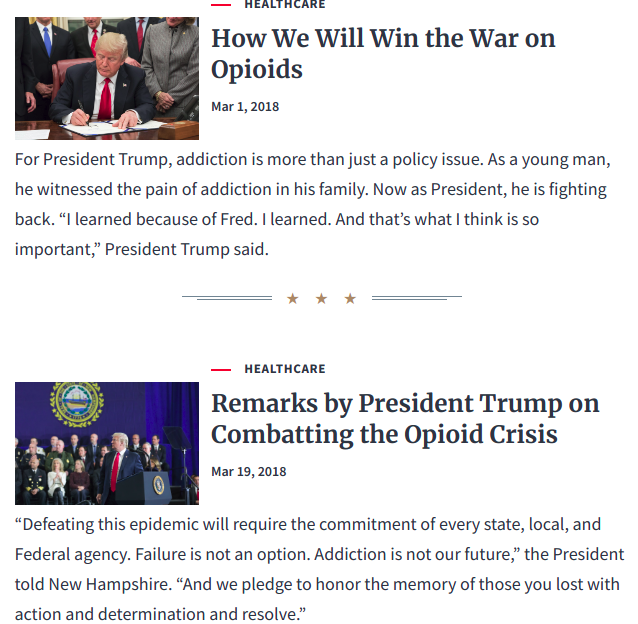 HEALTHCARE
How We Will Win the War on
Opioids
Mar 1, 2018
For President Trump, addiction is more than just a policy issue. As a young man,
he witnessed the pain of addiction in his family. Now as President, he is fighting
back. “I learned because of Fred. I learned. And that’s what I think is so
important,” President Trump said.
HEALTHCARE
Remarks by President Trump on
Combatting the Opioid Crisis
Mar 19, 2018
“Defeating this epidemic will require the commitment of every state, local, and
Federal agency. Failure is not an option. Addiction is not our future,” the President
told New Hampshire. “And we pledge to honor the memory of those you lost with
action and determination and resolve.”